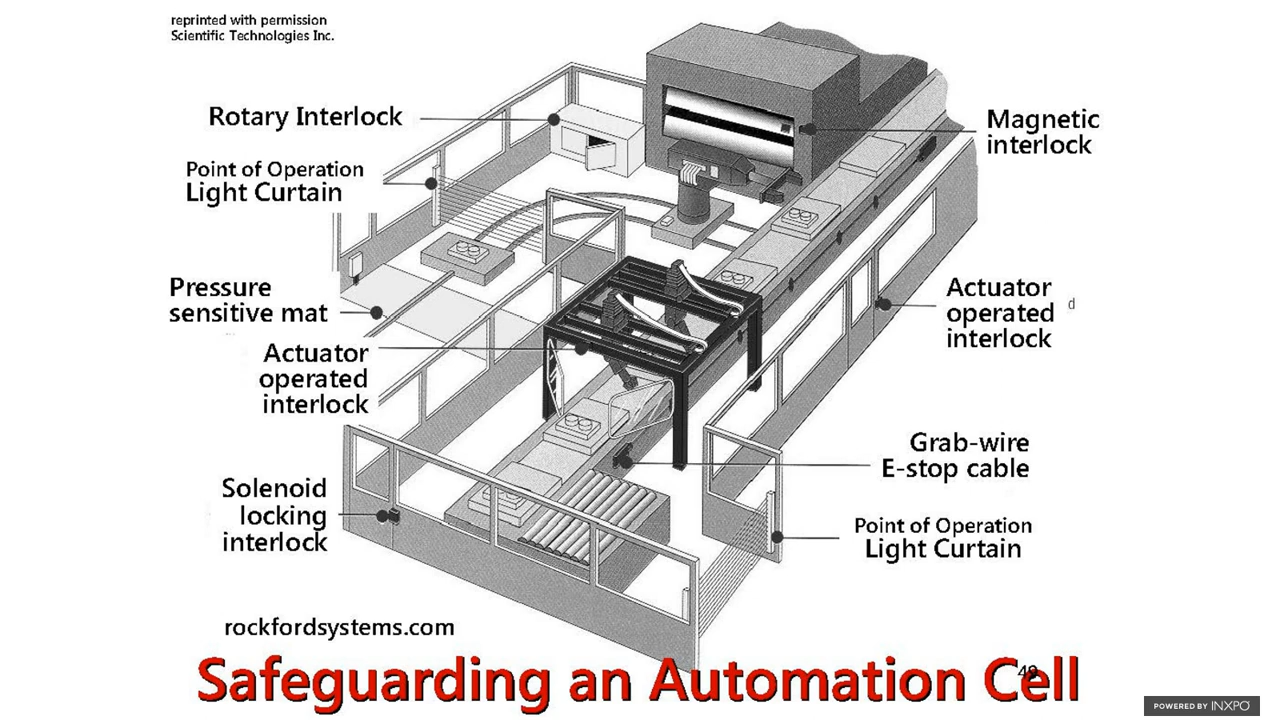 reprinted with permission
Scientific Technologies Inc.
Rotary Interlock
Magnetic
interlock
Point of Operation
Light Curtain
Pressure
sensitive mat
Actuator
operated
interlock
d
Actuator
operated
interlock
Grab-wire
E-stop cable
Solenoid
locking
interlock
Point of Operation
Light Curtain
rockfordsystems.com
Safeguarding an Automation Cell
49
POWERED BY INXPO